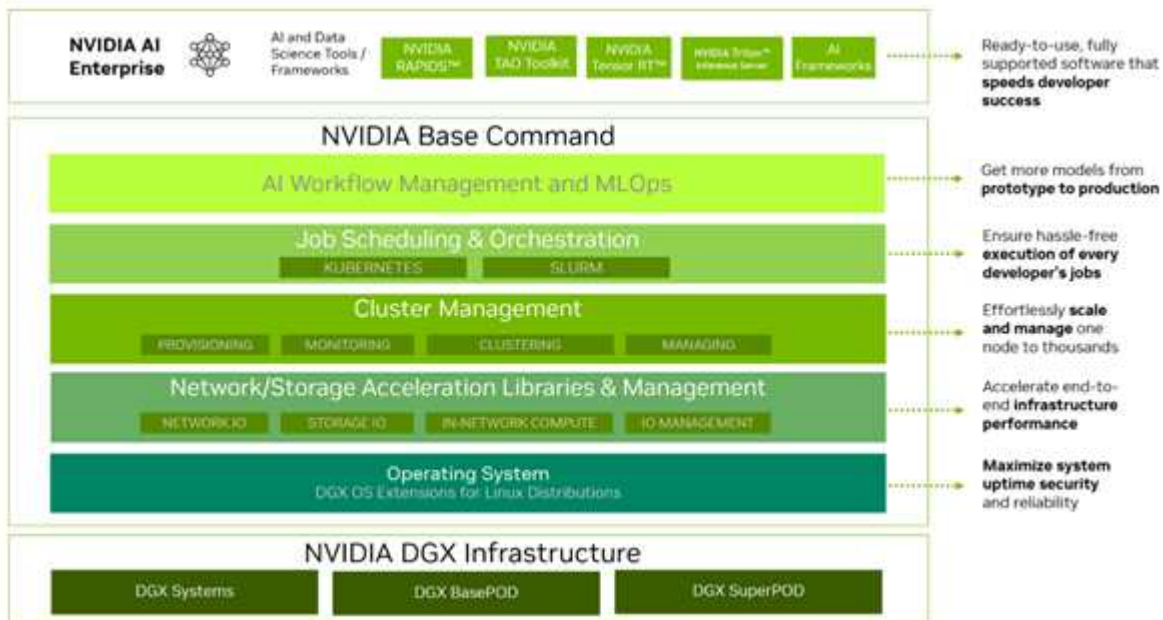 NVIDIA AI
Enterprise
AI and Data
Science Tools /
Frameworks
NVIDIA
RAPIDS™
NVIDIA
TAO Toolkit
NVIDIA
Tensor RT™
NVIDIA Triton™
Inference Server
AI
Frameworks
Ready-to-use, fully
supported software that
speeds developer
success
NVIDIA Base Command
AI Workflow Management and MLOps
Get more models from
prototype to production
Job Scheduling & Orchestration
KUBERNETES
SLURM
Ensure hassle-free
execution of every
developer's jobs
Cluster Management
PROVISIONING
MONITORING
CLUSTERING
MANAGING
Effortlessly scale
and manage one
node to thousands
Network/Storage Acceleration Libraries & Management
NETWORK IO
STORAGE IO
IN-NETWORK COMPUTE
IO MANAGEMENT
Accelerate end-to-
end infrastructure
performance
Operating System
DGX OS Extensions for Linux Distributions
Maximize system
uptime security
and reliability
NVIDIA DGX Infrastructure
DGX Systems
DGX BasePOD
DGX SuperPOD